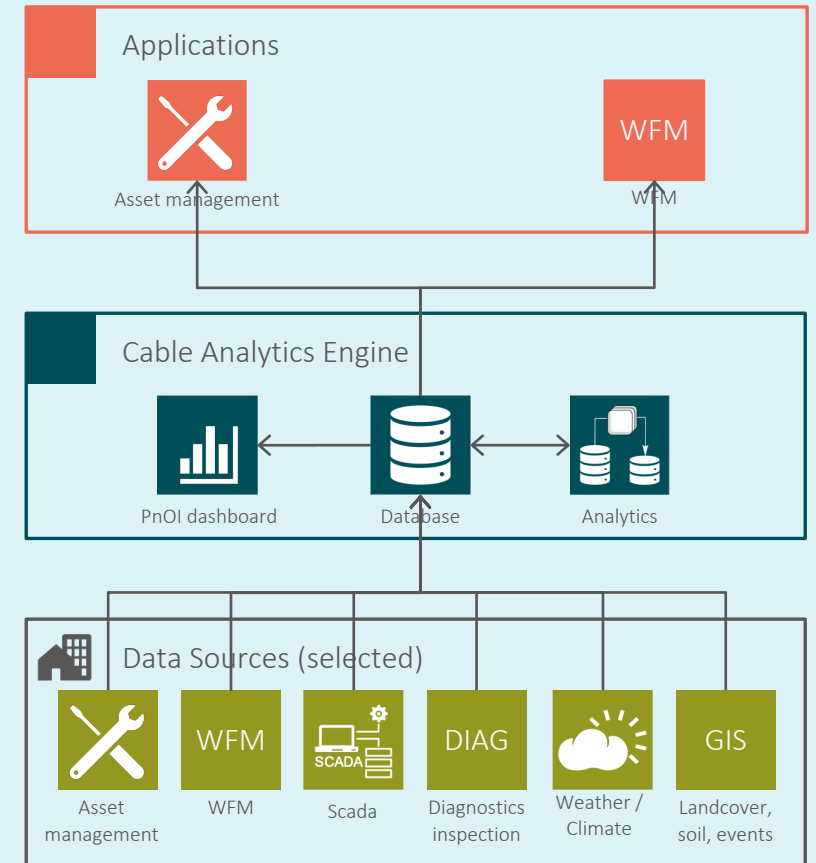 Applications
WFM
Asset management
WFM
Cable Analytics Engine
PnOI dashboard
Database
Analytics
Data Sources (selected)
WFM
SCADA
DIAG
GIS
Asset
management
WFM
Scada
Diagnostics
inspection
Weather /
Climate
Landcover,
soil, events